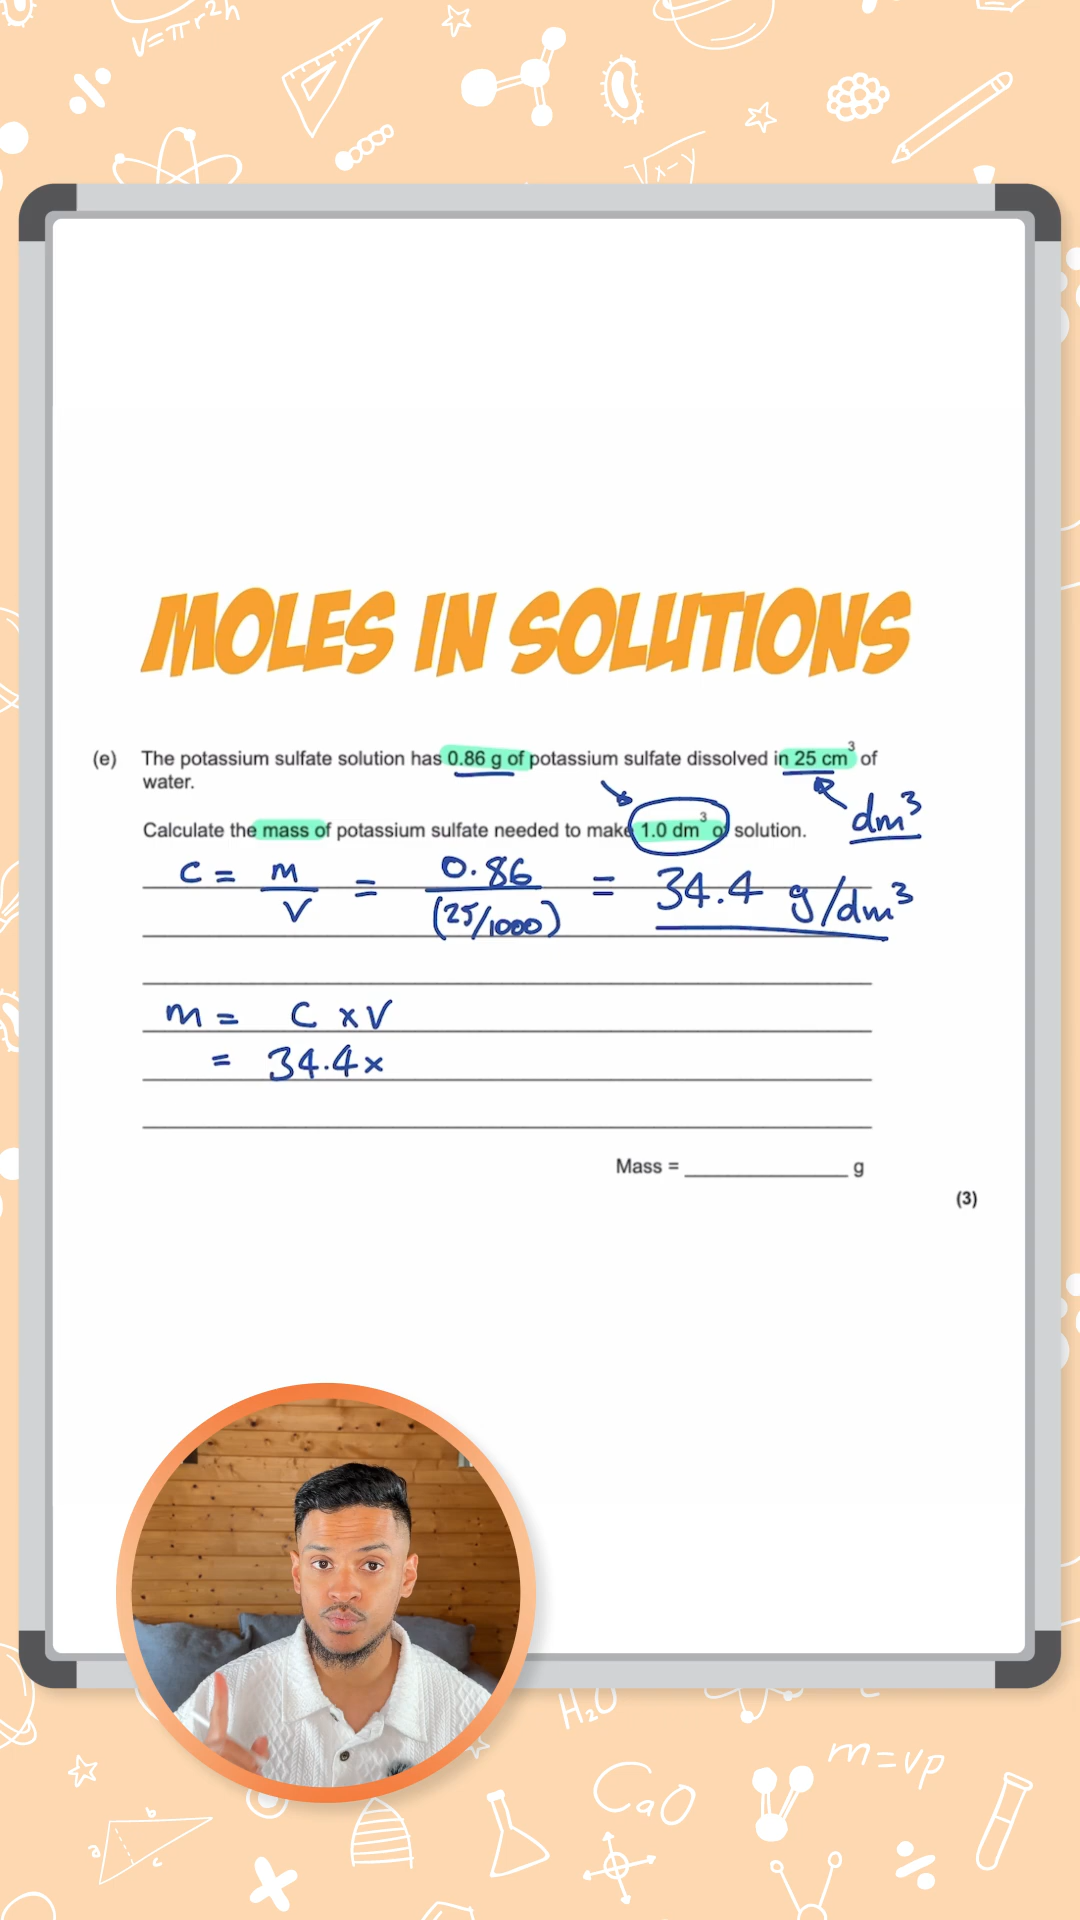 V=πr²h
√x-y
MOLES IN SOLUTIONS
(e) The potassium sulfate solution has 0.86 g of potassium sulfate dissolved in 25 cm³ of
water.
dm³
Calculate the mass of potassium sulfate needed to make 1.0 dm³ of solution.
C = m/V = 0.86/(25/1000) = 34.4 g/dm³
m = C x V
= 34.4 x
Mass = ____________ g
(3)
H₂O
m=vp
CaO
b
a
c